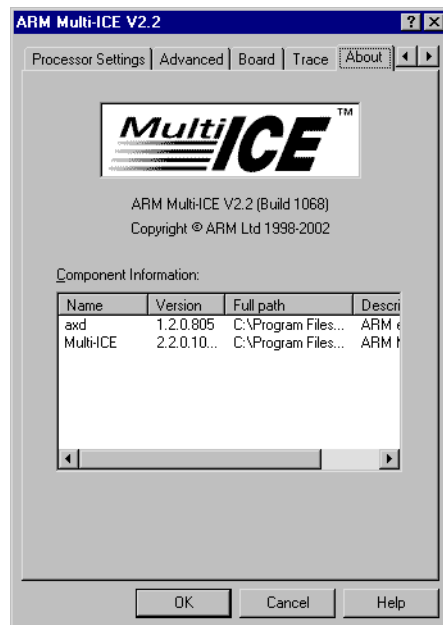 ARM Multi-ICE V2.2
Processor Settings Advanced Board Trace About
Multi ICE ™
ARM Multi-ICE V2.2 (Build 1068)
Copyright © ARM Ltd 1998-2002
Component Information:
Name Version Full path Descri
axd 1.2.0.805 C:\Program Files... ARM e
Multi-ICE 2.2.0.10... C:\Program Files... ARM
OK Cancel Help